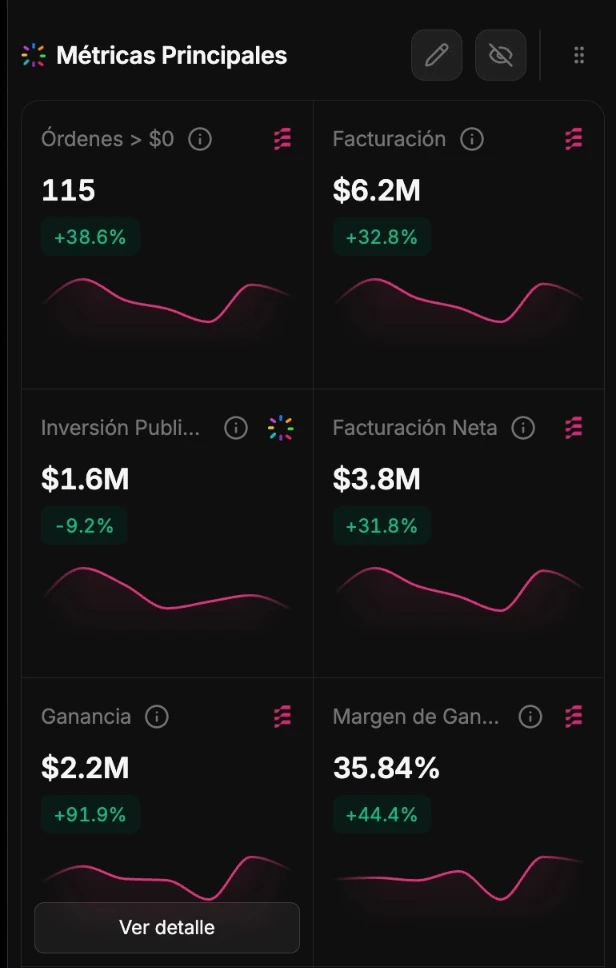 Métricas Principales
Órdenes > $0
Facturación
115
$6.2M
+38.6%
+32.8%
Inversión Publi...
Facturación Neta
$1.6M
$3.8M
-9.2%
+31.8%
Ganancia
Margen de Gan...
$2.2M
35.84%
+91.9%
+44.4%
Ver detalle